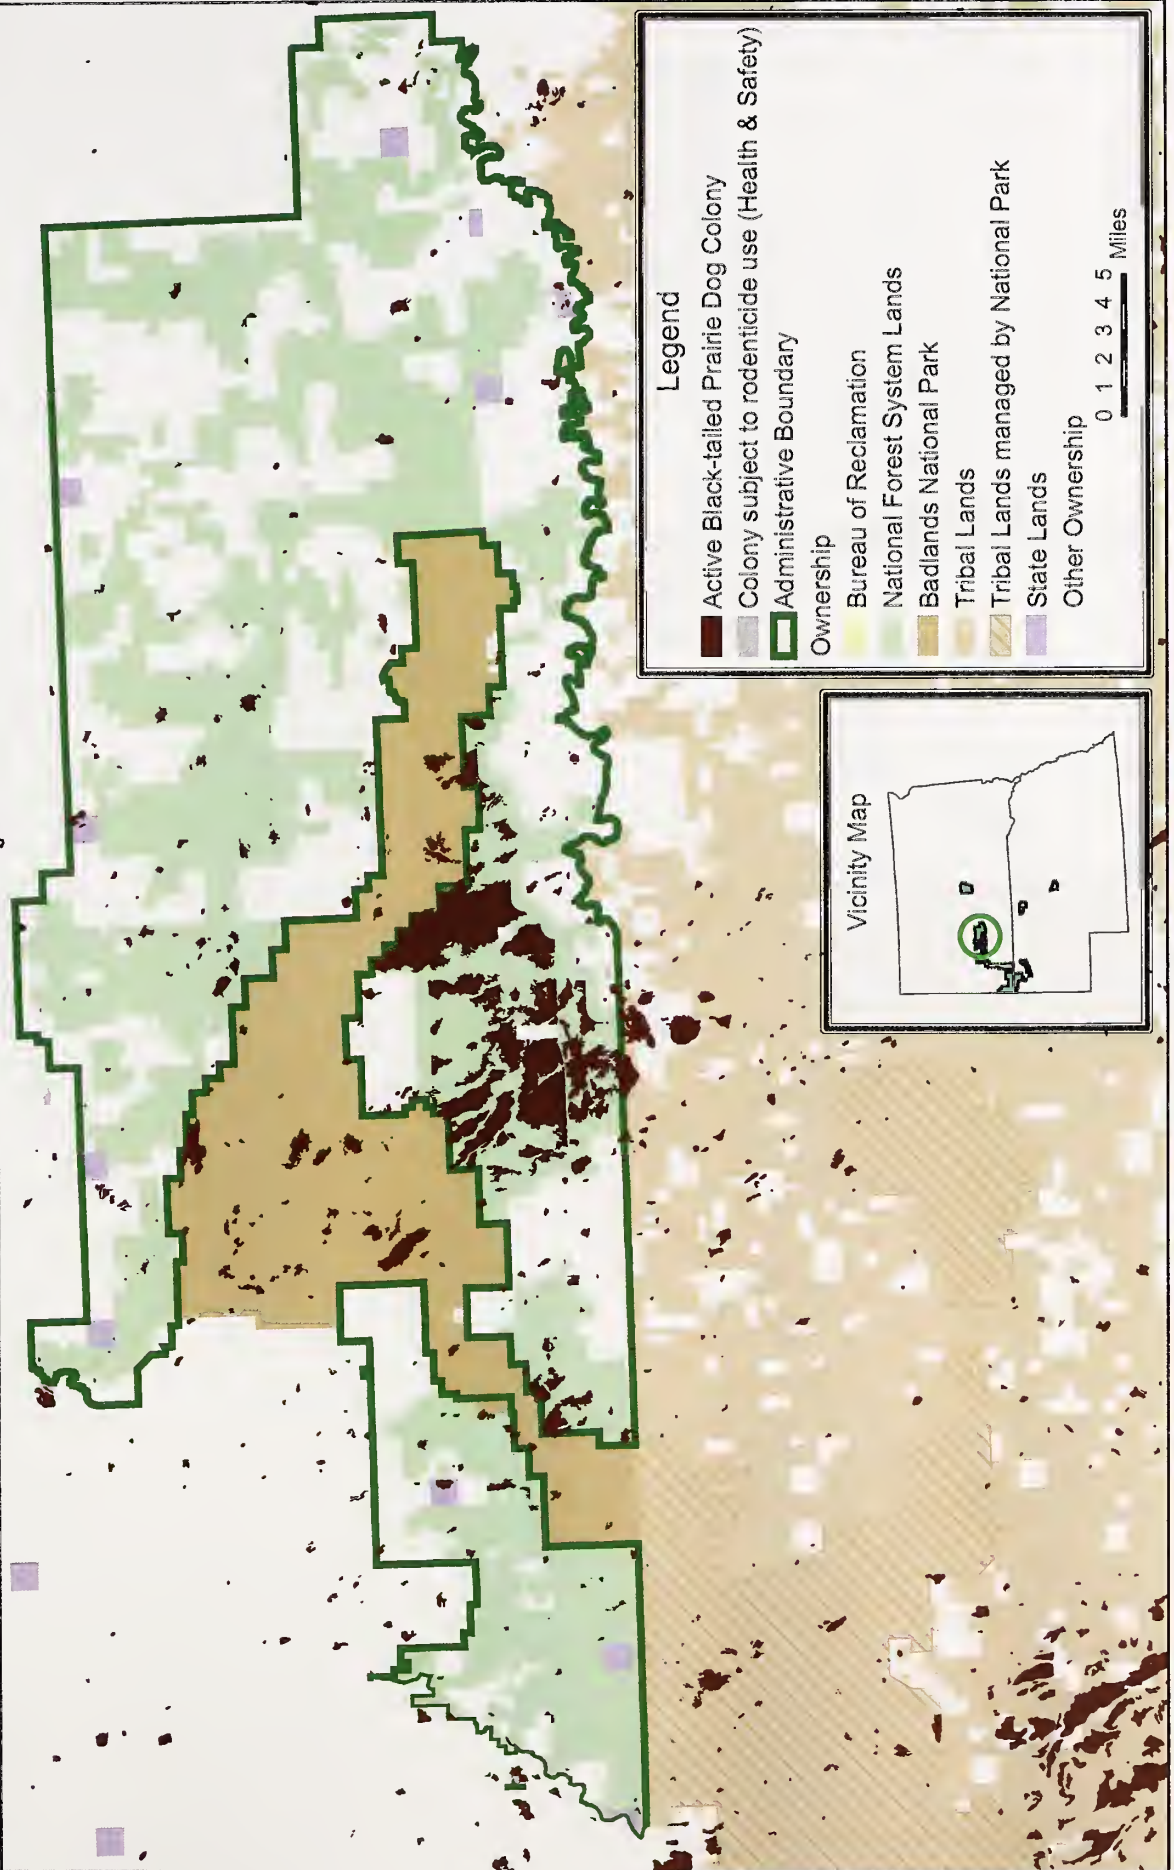 Legend
Active Black-tailed Prairie Dog Colony
Colony subject to rodenticide use (Health & Safety)
Administrative Boundary
Ownership
Bureau of Reclamation
National Forest System Lands
Badlands National Park
Tribal Lands
Tribal Lands managed by National Park
State Lands
Other Ownership
0 1 2 3 4 5
Miles
Vicinity Map